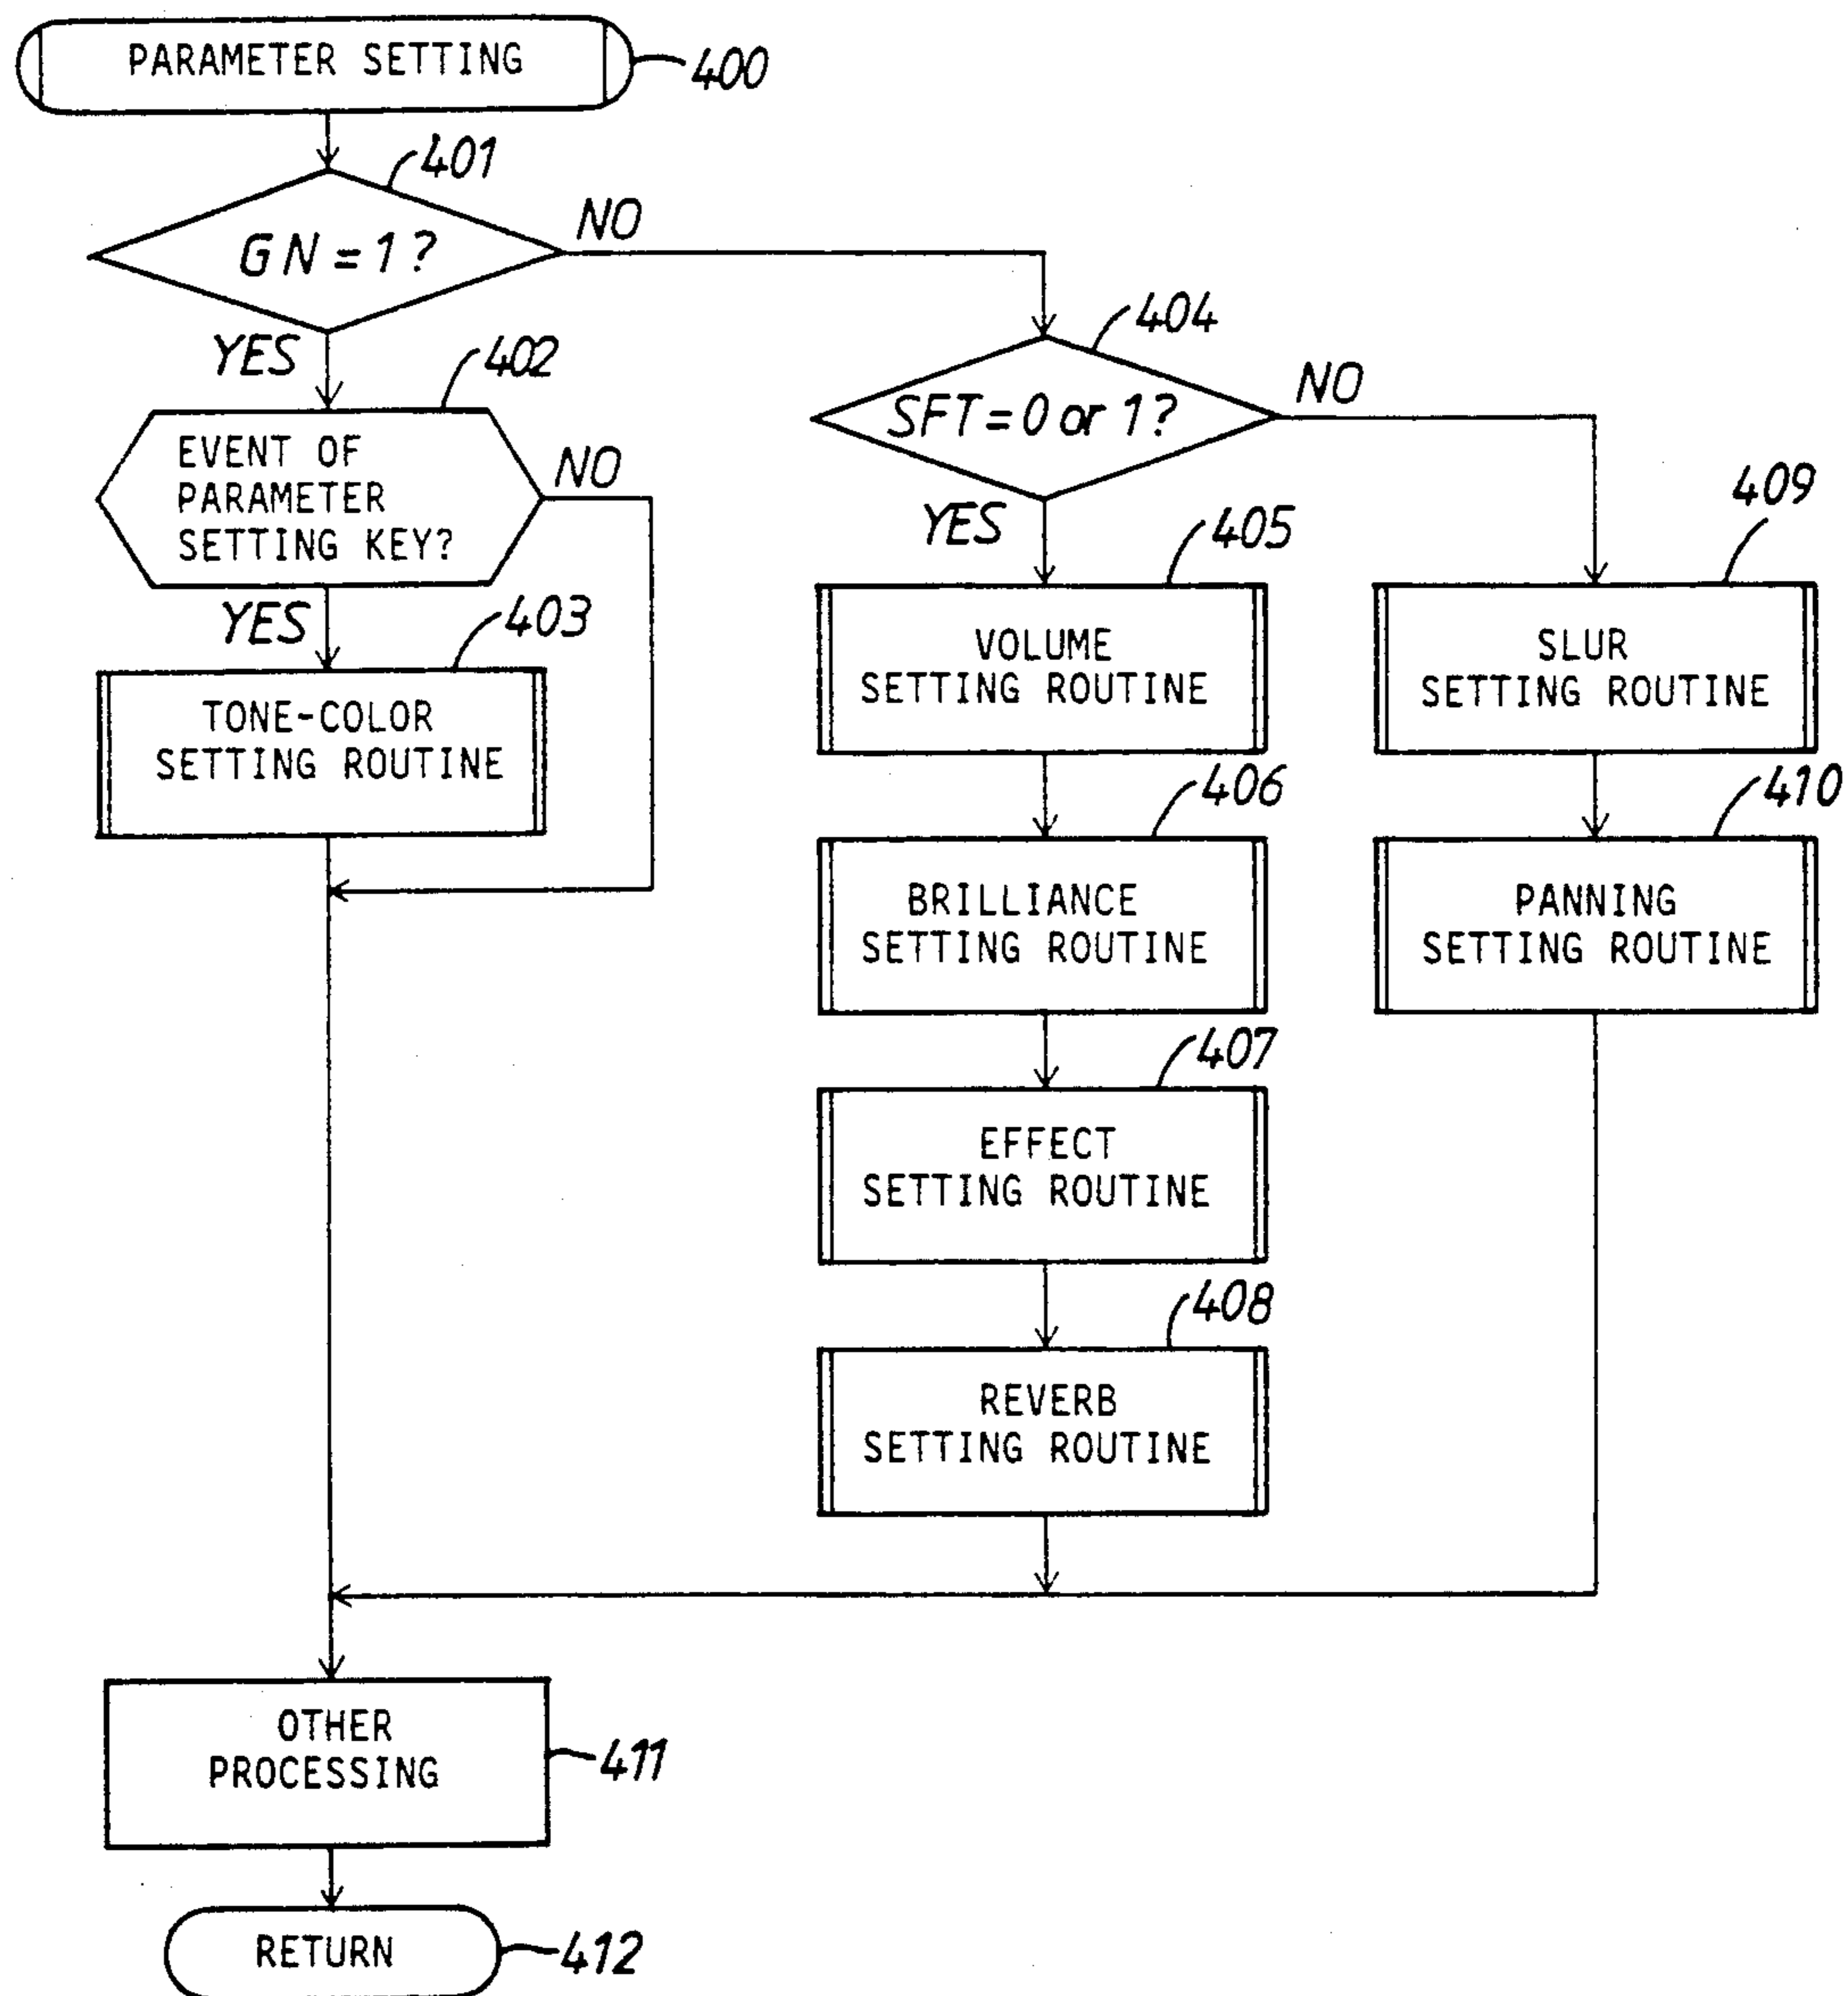 PARAMETER SETTING
400
401
GN=1?
NO
YES
402
404
SFT=0 or 1?
NO
EVENT OF
PARAMETER
SETTING KEY?
NO
YES
403
TONE-COLOR
SETTING ROUTINE
YES
405
VOLUME
SETTING ROUTINE
409
SLUR
SETTING ROUTINE
406
BRILLIANCE
SETTING ROUTINE
410
PANNING
SETTING ROUTINE
407
EFFECT
SETTING ROUTINE
408
REVERB
SETTING ROUTINE
OTHER
PROCESSING
411
RETURN
412